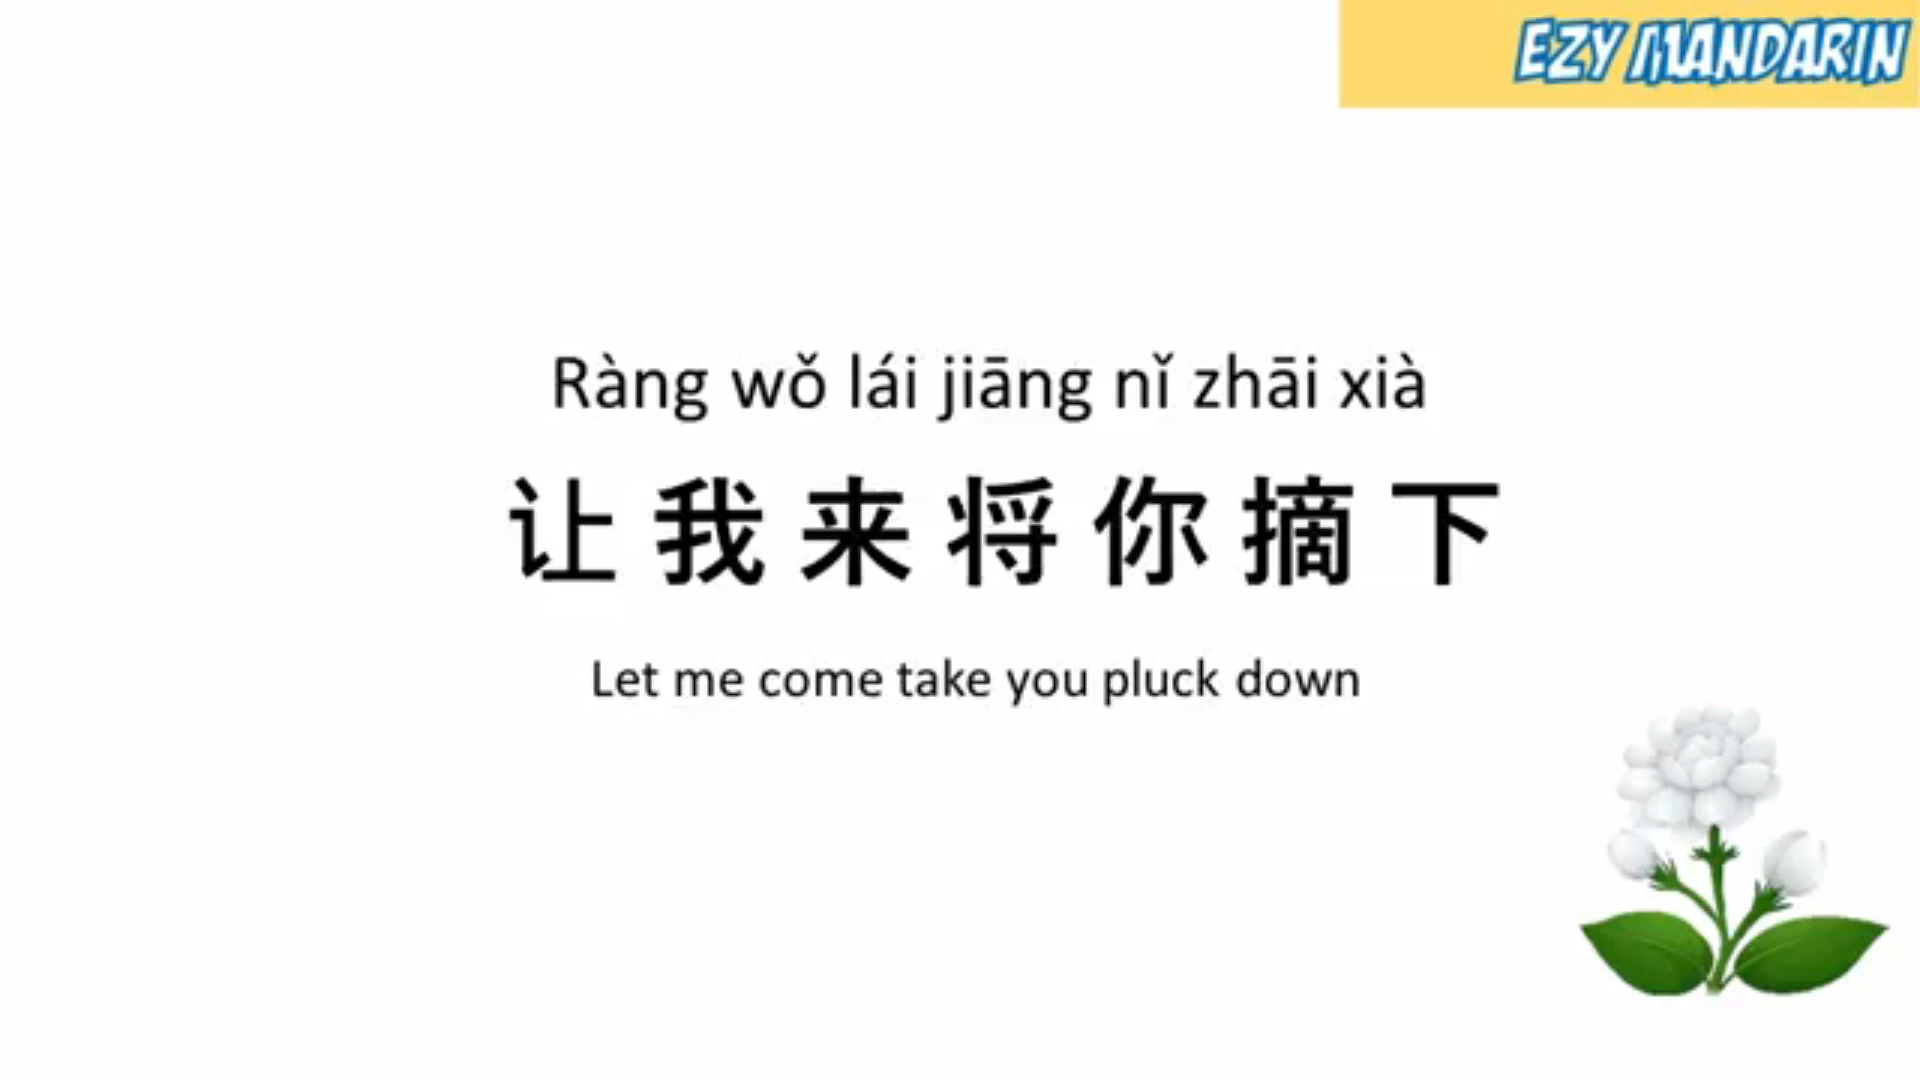 EZY MANDARIN
Ràng wǒ lái jiāng nǐ zhāi xià
让我来将你摘下
Let me come take you pluck down